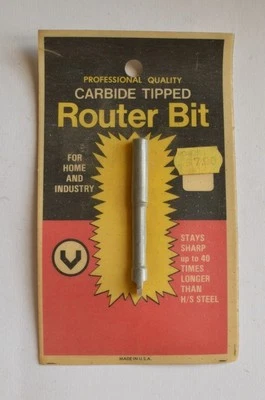 PROFESSIONAL QUALITY
CARBIDE TIPPED
Router Bit
FOR
HOME
AND
INDUSTRY
STAYS
SHARP
up to 40
TIMES
LONGER
THAN
H/S STEEL
MADE IN U.S.A.